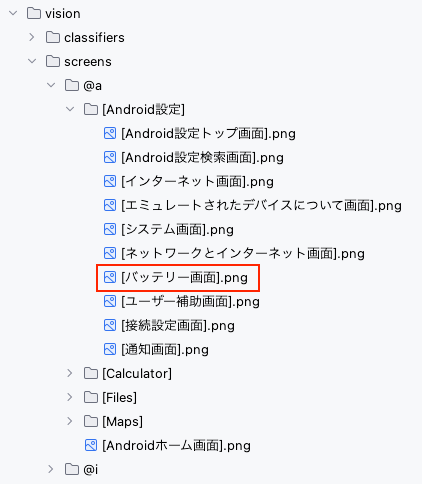 vision
classifiers
screens
@a
[Android設定]
[Android設定トップ画面].png
[Android設定検索画面].png
[インターネット画面].png
[エミュレートされたデバイスについて画面].png
[システム画面].png
[ネットワークとインターネット画面].png
[バッテリー画面].png
[ユーザー補助画面].png
[接続設定画面].png
[通知画面].png
[Calculator]
[Files]
[Maps]
[Androidホーム画面].png
@i